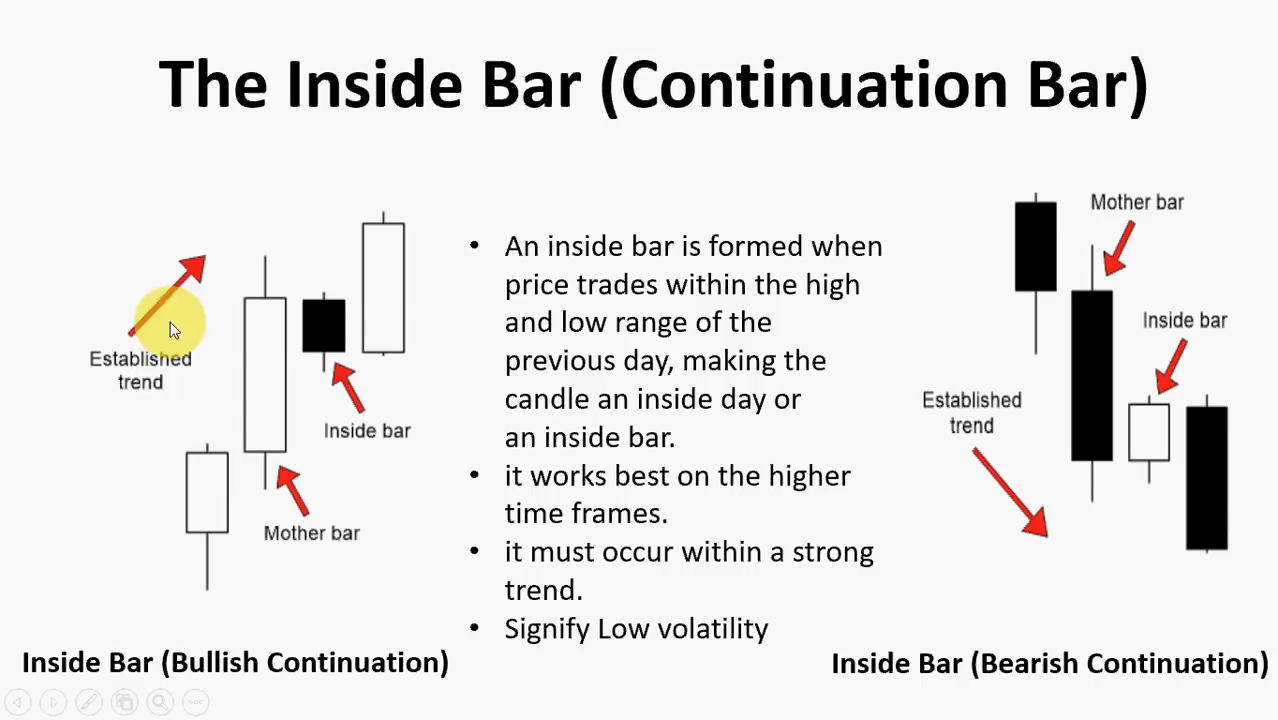 The Inside Bar (Continuation Bar)
Established
trend
Inside bar
Mother bar
Inside Bar (Bullish Continuation)
• An inside bar is formed when
price trades within the high
and low range of the
previous day, making the
candle an inside day or
an inside bar.
• it works best on the higher
time frames.
• it must occur within a strong
trend.
• Signify Low volatility
Mother bar
Inside bar
Established
trend
Inside Bar (Bearish Continuation)